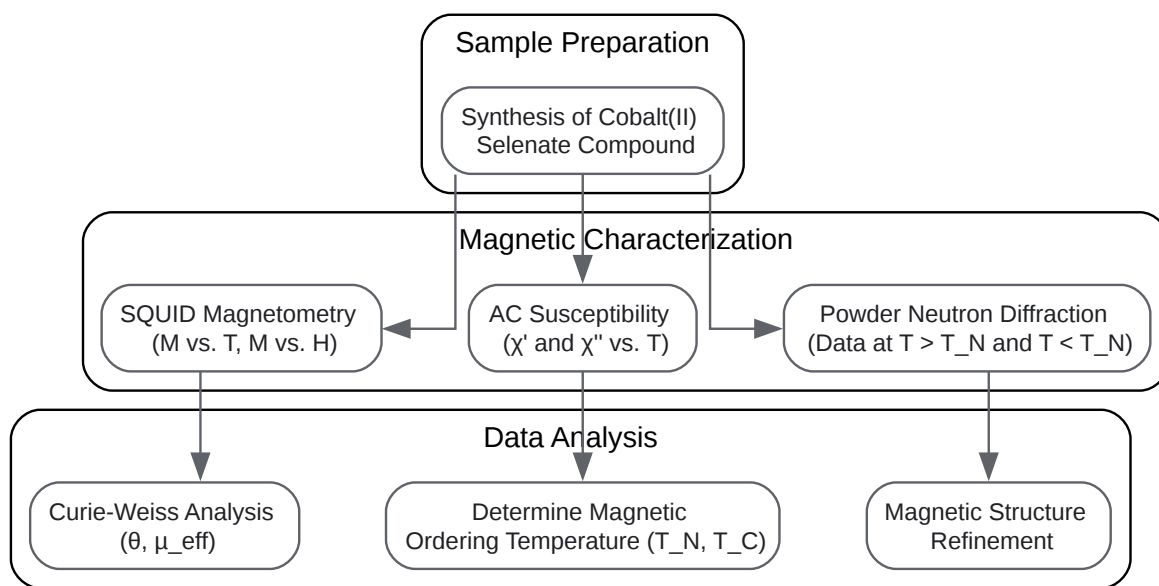 Sample Preparation
Synthesis of Cobalt(II)
Selenate Compound
Magnetic Characterization
SQUID Magnetometry
(M vs. T, M vs. H)
AC Susceptibility
(χ' and χ'' vs. T)
Powder Neutron Diffraction
(Data at T > T_N and T < T_N)
Data Analysis
Curie-Weiss Analysis
(θ, μ_eff)
Determine Magnetic
Ordering Temperature (T_N, T_C)
Magnetic Structure
Refinement